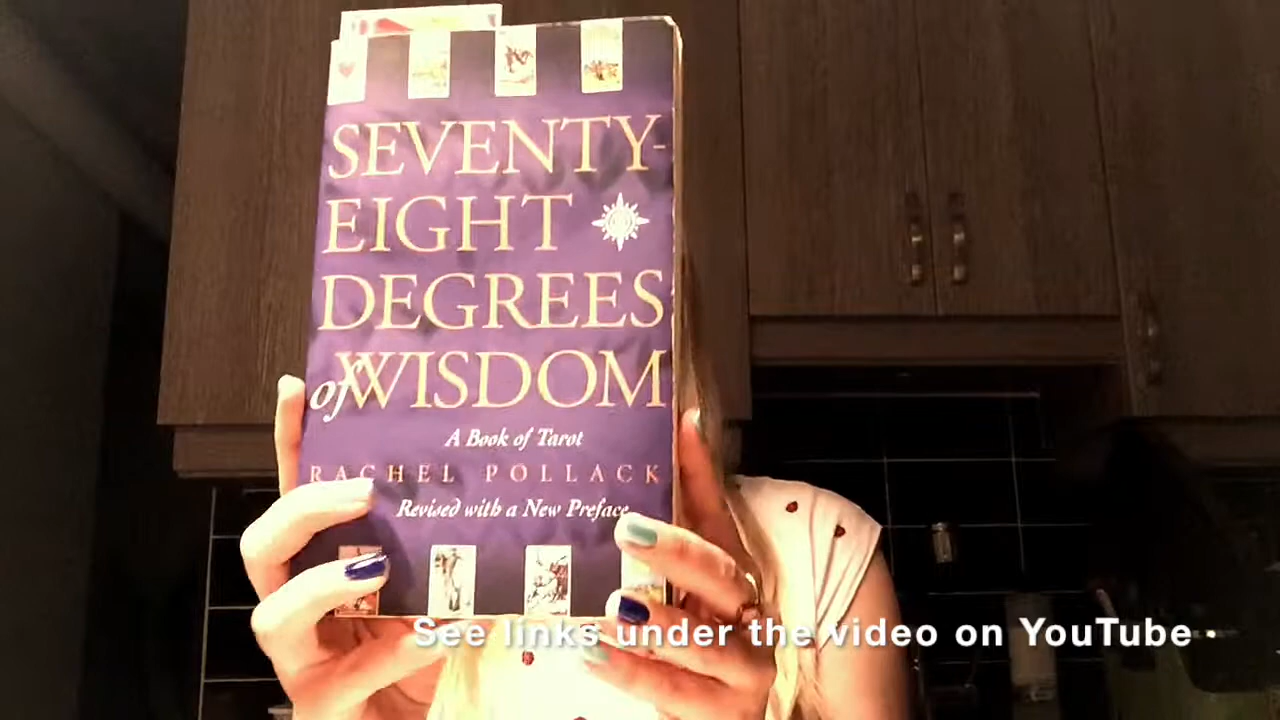 SEVENTY-
EIGHT
DEGREES
of WISDOM
A Book of Tarot
RACHEL POLLACK
Revised with a New Preface
See links under the video on YouTube